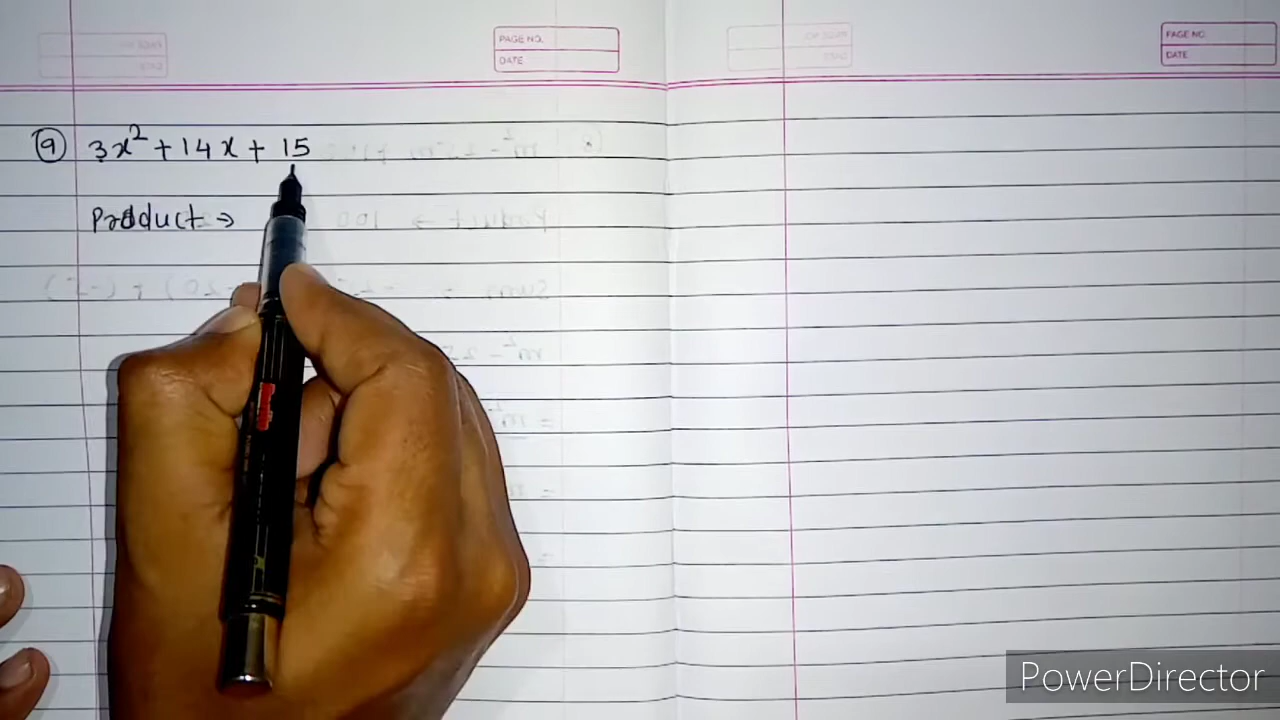 PAGE NO.
DATE
PAGE NO.
DATE
9 3x² + 14x + 15
Product →
PowerDirector